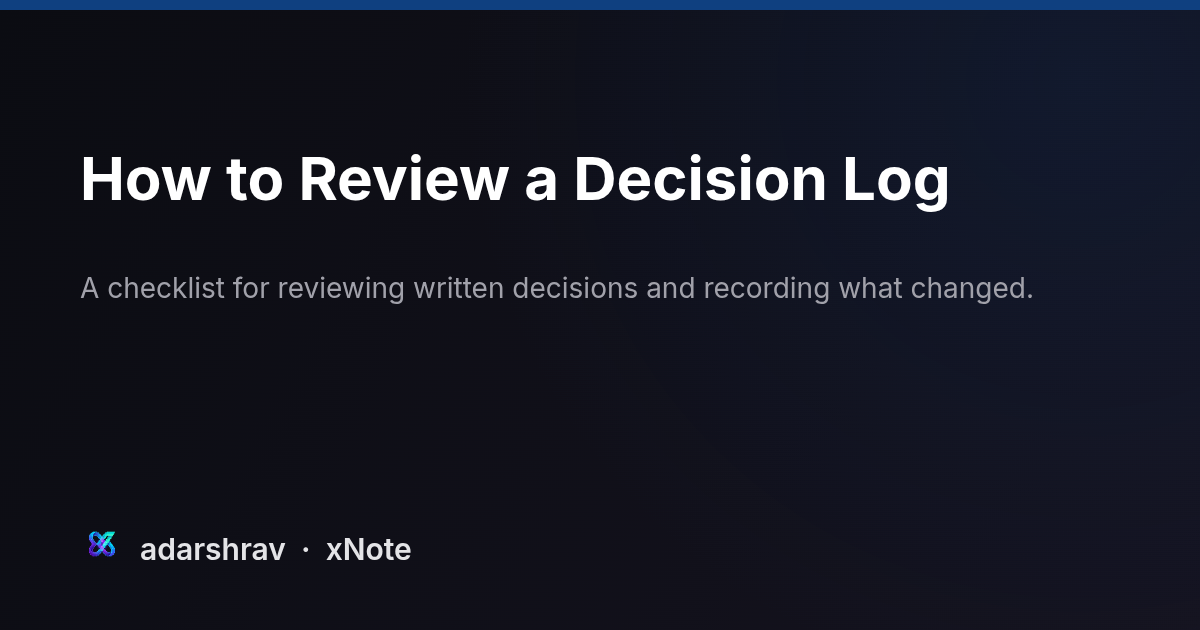 How to Review a Decision Log
A checklist for reviewing written decisions and recording what changed.
adarshrav · xNote